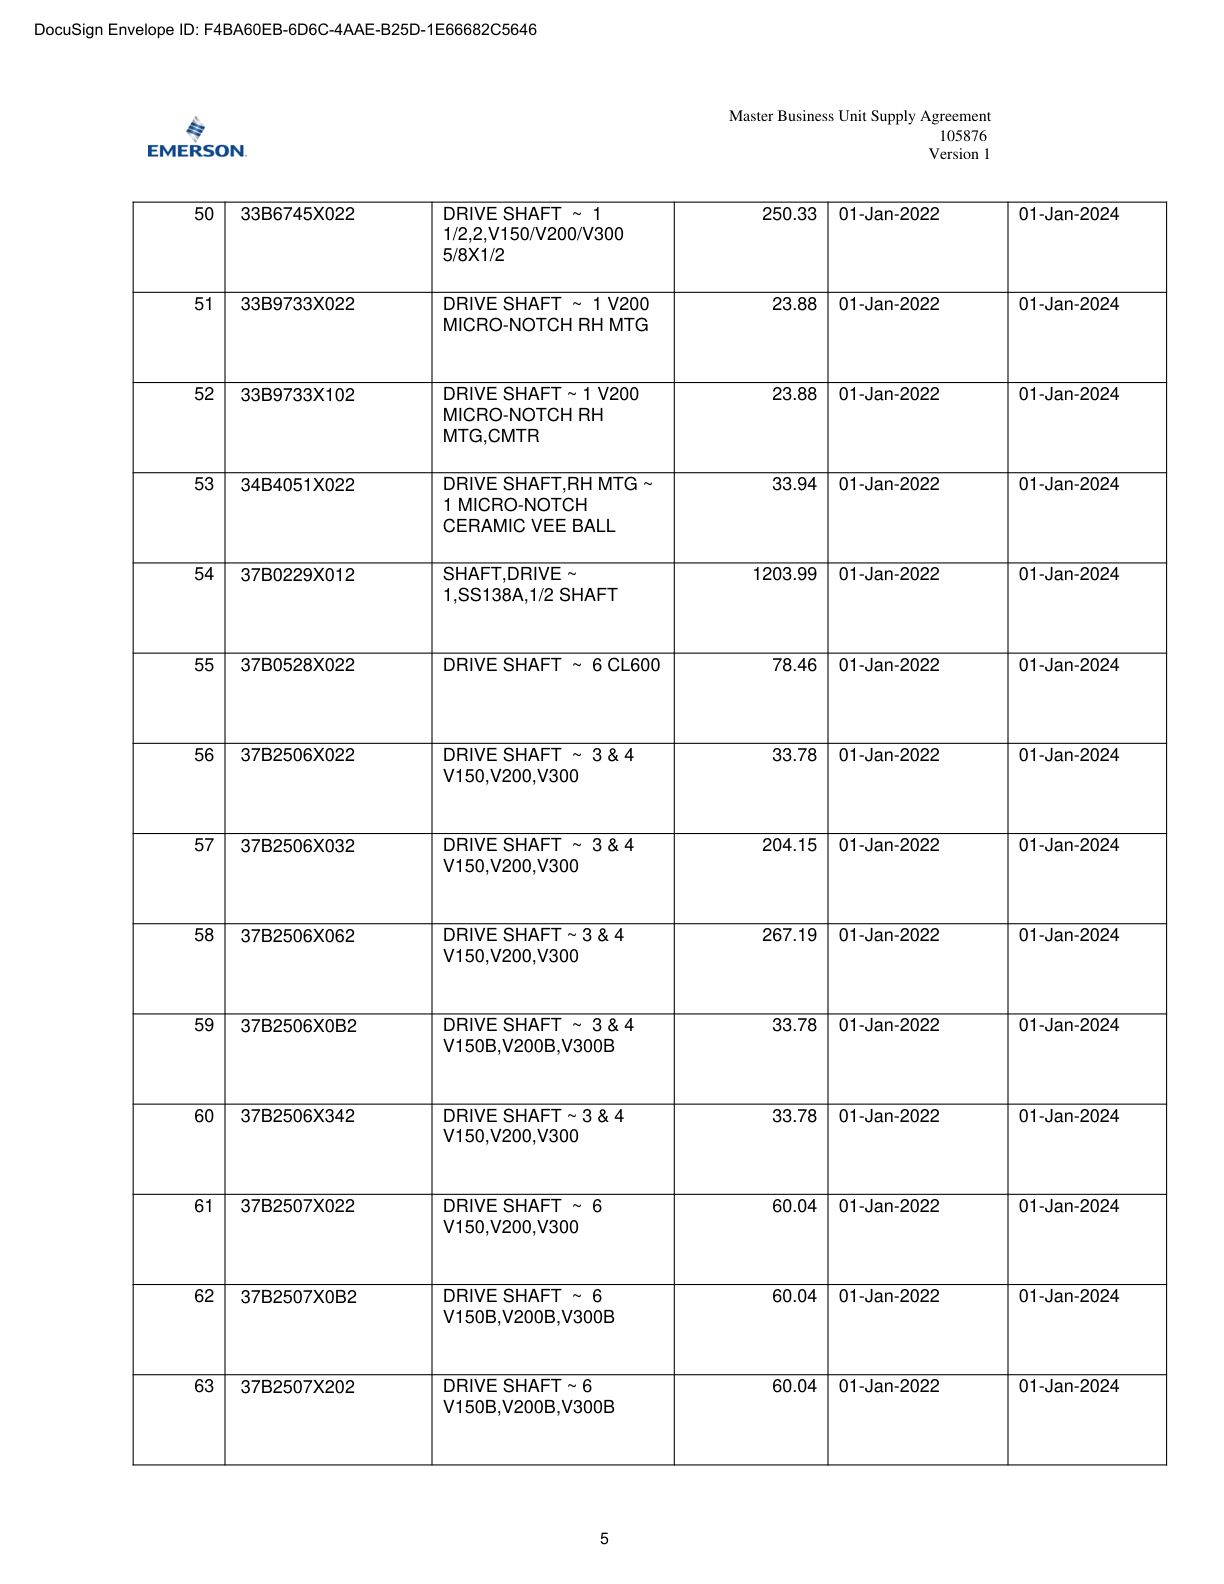 DocuSign Envelope ID: F4BA60EB-6D6C-4AAE-B25D-1E66682C5646
EMERSON
Master Business Unit Supply Agreement
105876
Version 1
50 33B6745X022 DRIVE SHAFT ~ 1 250.33 01-Jan-2022 01-Jan-2024
1/2,2,V150/V200/V300
5/8X1/2
51 33B9733X022 DRIVE SHAFT ~ 1 V200 23.88 01-Jan-2022 01-Jan-2024
MICRO-NOTCH RH MTG
52 33B9733X102 DRIVE SHAFT ~ 1 V200 23.88 01-Jan-2022 01-Jan-2024
MICRO-NOTCH RH
MTG,CMTR
53 34B4051X022 DRIVE SHAFT,RH MTG ~ 33.94 01-Jan-2022 01-Jan-2024
1 MICRO-NOTCH
CERAMIC VEE BALL
54 37B0229X012 SHAFT,DRIVE ~ 1203.99 01-Jan-2022 01-Jan-2024
1,SS138A,1/2 SHAFT
55 37B0528X022 DRIVE SHAFT ~ 6 CL600 78.46 01-Jan-2022 01-Jan-2024
56 37B2506X022 DRIVE SHAFT ~ 3 & 4 33.78 01-Jan-2022 01-Jan-2024
V150,V200,V300
57 37B2506X032 DRIVE SHAFT ~ 3 & 4 204.15 01-Jan-2022 01-Jan-2024
V150,V200,V300
58 37B2506X062 DRIVE SHAFT ~ 3 & 4 267.19 01-Jan-2022 01-Jan-2024
V150,V200,V300
59 37B2506X0B2 DRIVE SHAFT ~ 3 & 4 33.78 01-Jan-2022 01-Jan-2024
V150B,V200B,V300B
60 37B2506X342 DRIVE SHAFT ~ 3 & 4 33.78 01-Jan-2022 01-Jan-2024
V150,V200,V300
61 37B2507X022 DRIVE SHAFT ~ 6 60.04 01-Jan-2022 01-Jan-2024
V150,V200,V300
62 37B2507X0B2 DRIVE SHAFT ~ 6 60.04 01-Jan-2022 01-Jan-2024
V150B,V200B,V300B
63 37B2507X202 DRIVE SHAFT ~ 6 60.04 01-Jan-2022 01-Jan-2024
V150B,V200B,V300B
5